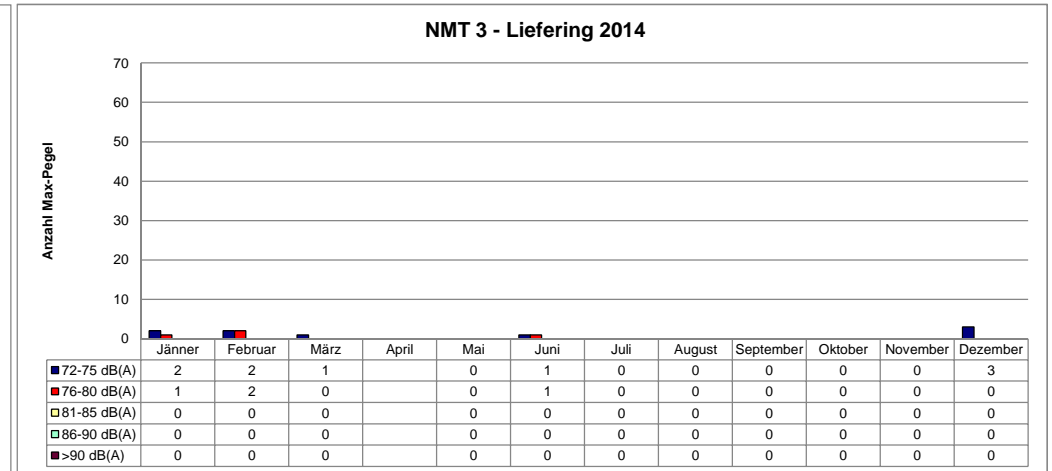 NMT 3 - Liefering 2014
Anzahl Max-Pegel
70
60
50
40
30
20
10
0
Jänner Februar März April Mai Juni Juli August September Oktober November Dezember
72-75 dB(A) 2 2 1 0 1 0 0 0 0 0 3
76-80 dB(A) 1 2 0 0 1 0 0 0 0 0 0
81-85 dB(A) 0 0 0 0 0 0 0 0 0 0 0
86-90 dB(A) 0 0 0 0 0 0 0 0 0 0 0
>90 dB(A) 0 0 0 0 0 0 0 0 0 0 0